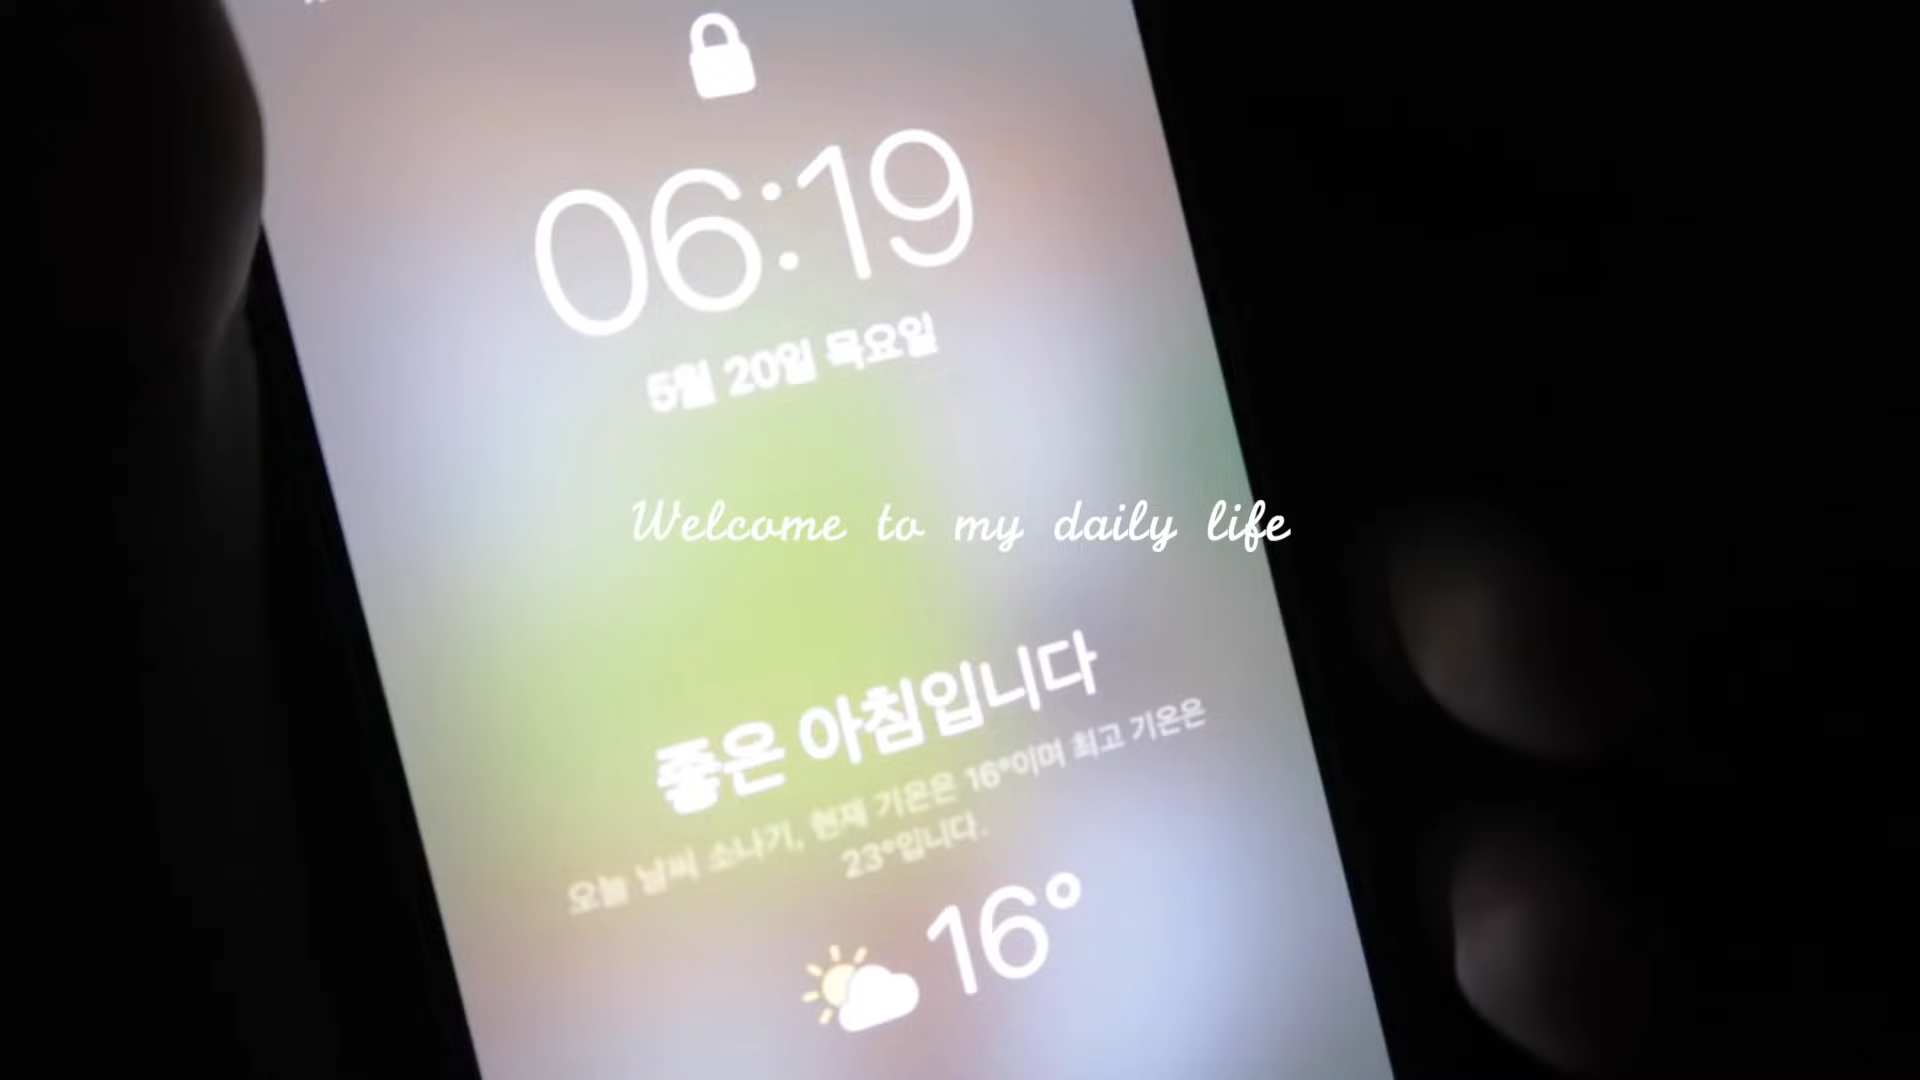 06:19
5월 20일 목요일
Welcome to my daily life
좋은 아침입니다
오늘 날씨 소나기, 현재 기온은 16°이며 최고 기온은
23°입니다.
16°